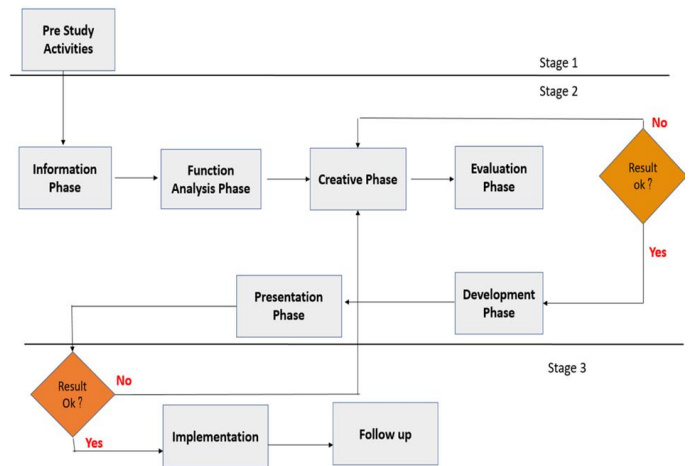 Pre Study
Activities
Stage 1
Stage 2
No
Information
Phase
Function
Analysis Phase
Creative Phase
Evaluation
Phase
Result
ok?
Yes
Presentation
Phase
Development
Phase
Stage 3
Result
Ok?
No
Yes
Implementation
Follow up